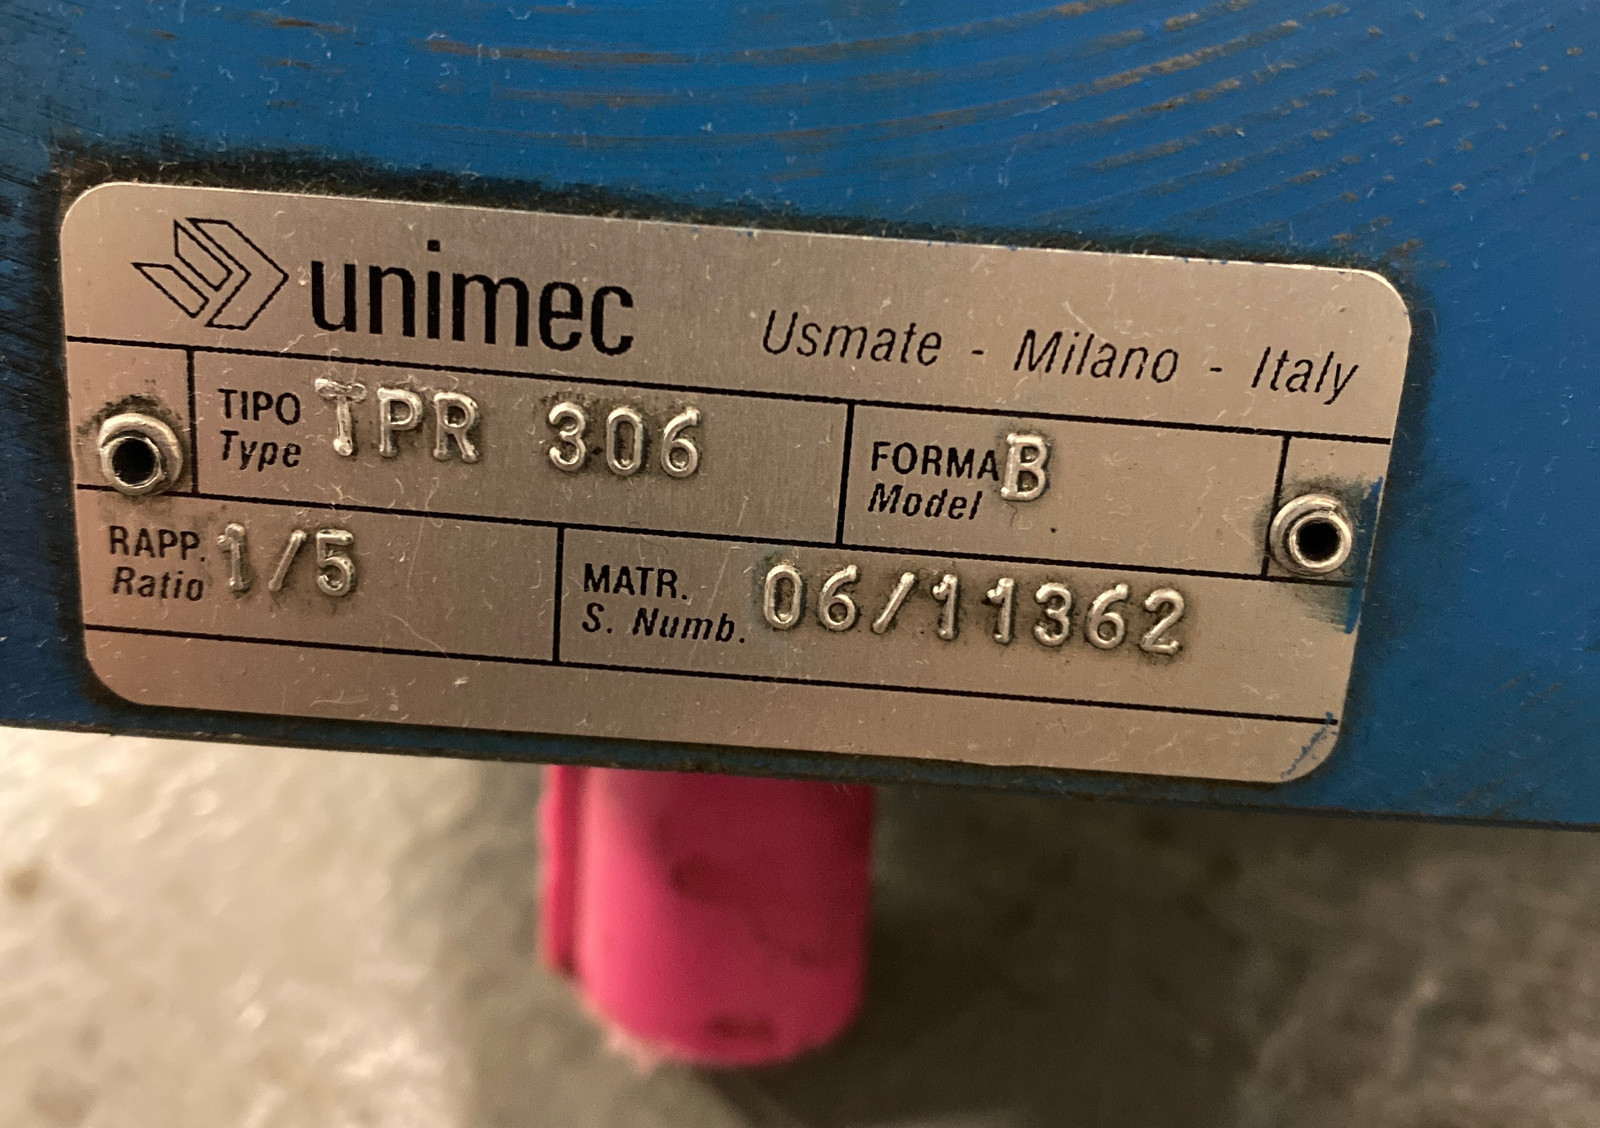 unimec Usmate - Milano - Italy
TIPO TPR 306 FORMA B
Type Model
RAPP. 1/5 MATR. 06/11362
Ratio S. Numb.